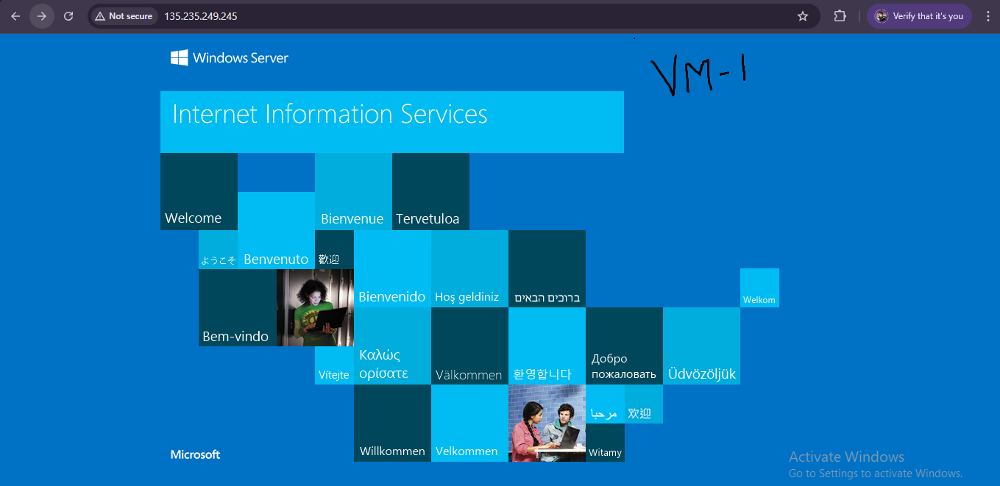 Not secure
135.235.249.245
Verify that it's you
Windows Server
VM-1
Internet Information Services
Welcome
Bienvenue
Tervetuloa
ようこそ
Benvenuto
歡迎
Bienvenido
Hoş geldiniz
ברוכים הבאים
Welkom
Bem-vindo
Vítejte
Καλώς
ορίσατε
Välkommen
환영합니다
Добро
пожаловать
Üdvözöljük
مرحبا
欢迎
Willkommen
Velkommen
Witamy
Microsoft
Activate Windows
Go to Settings to activate Windows.